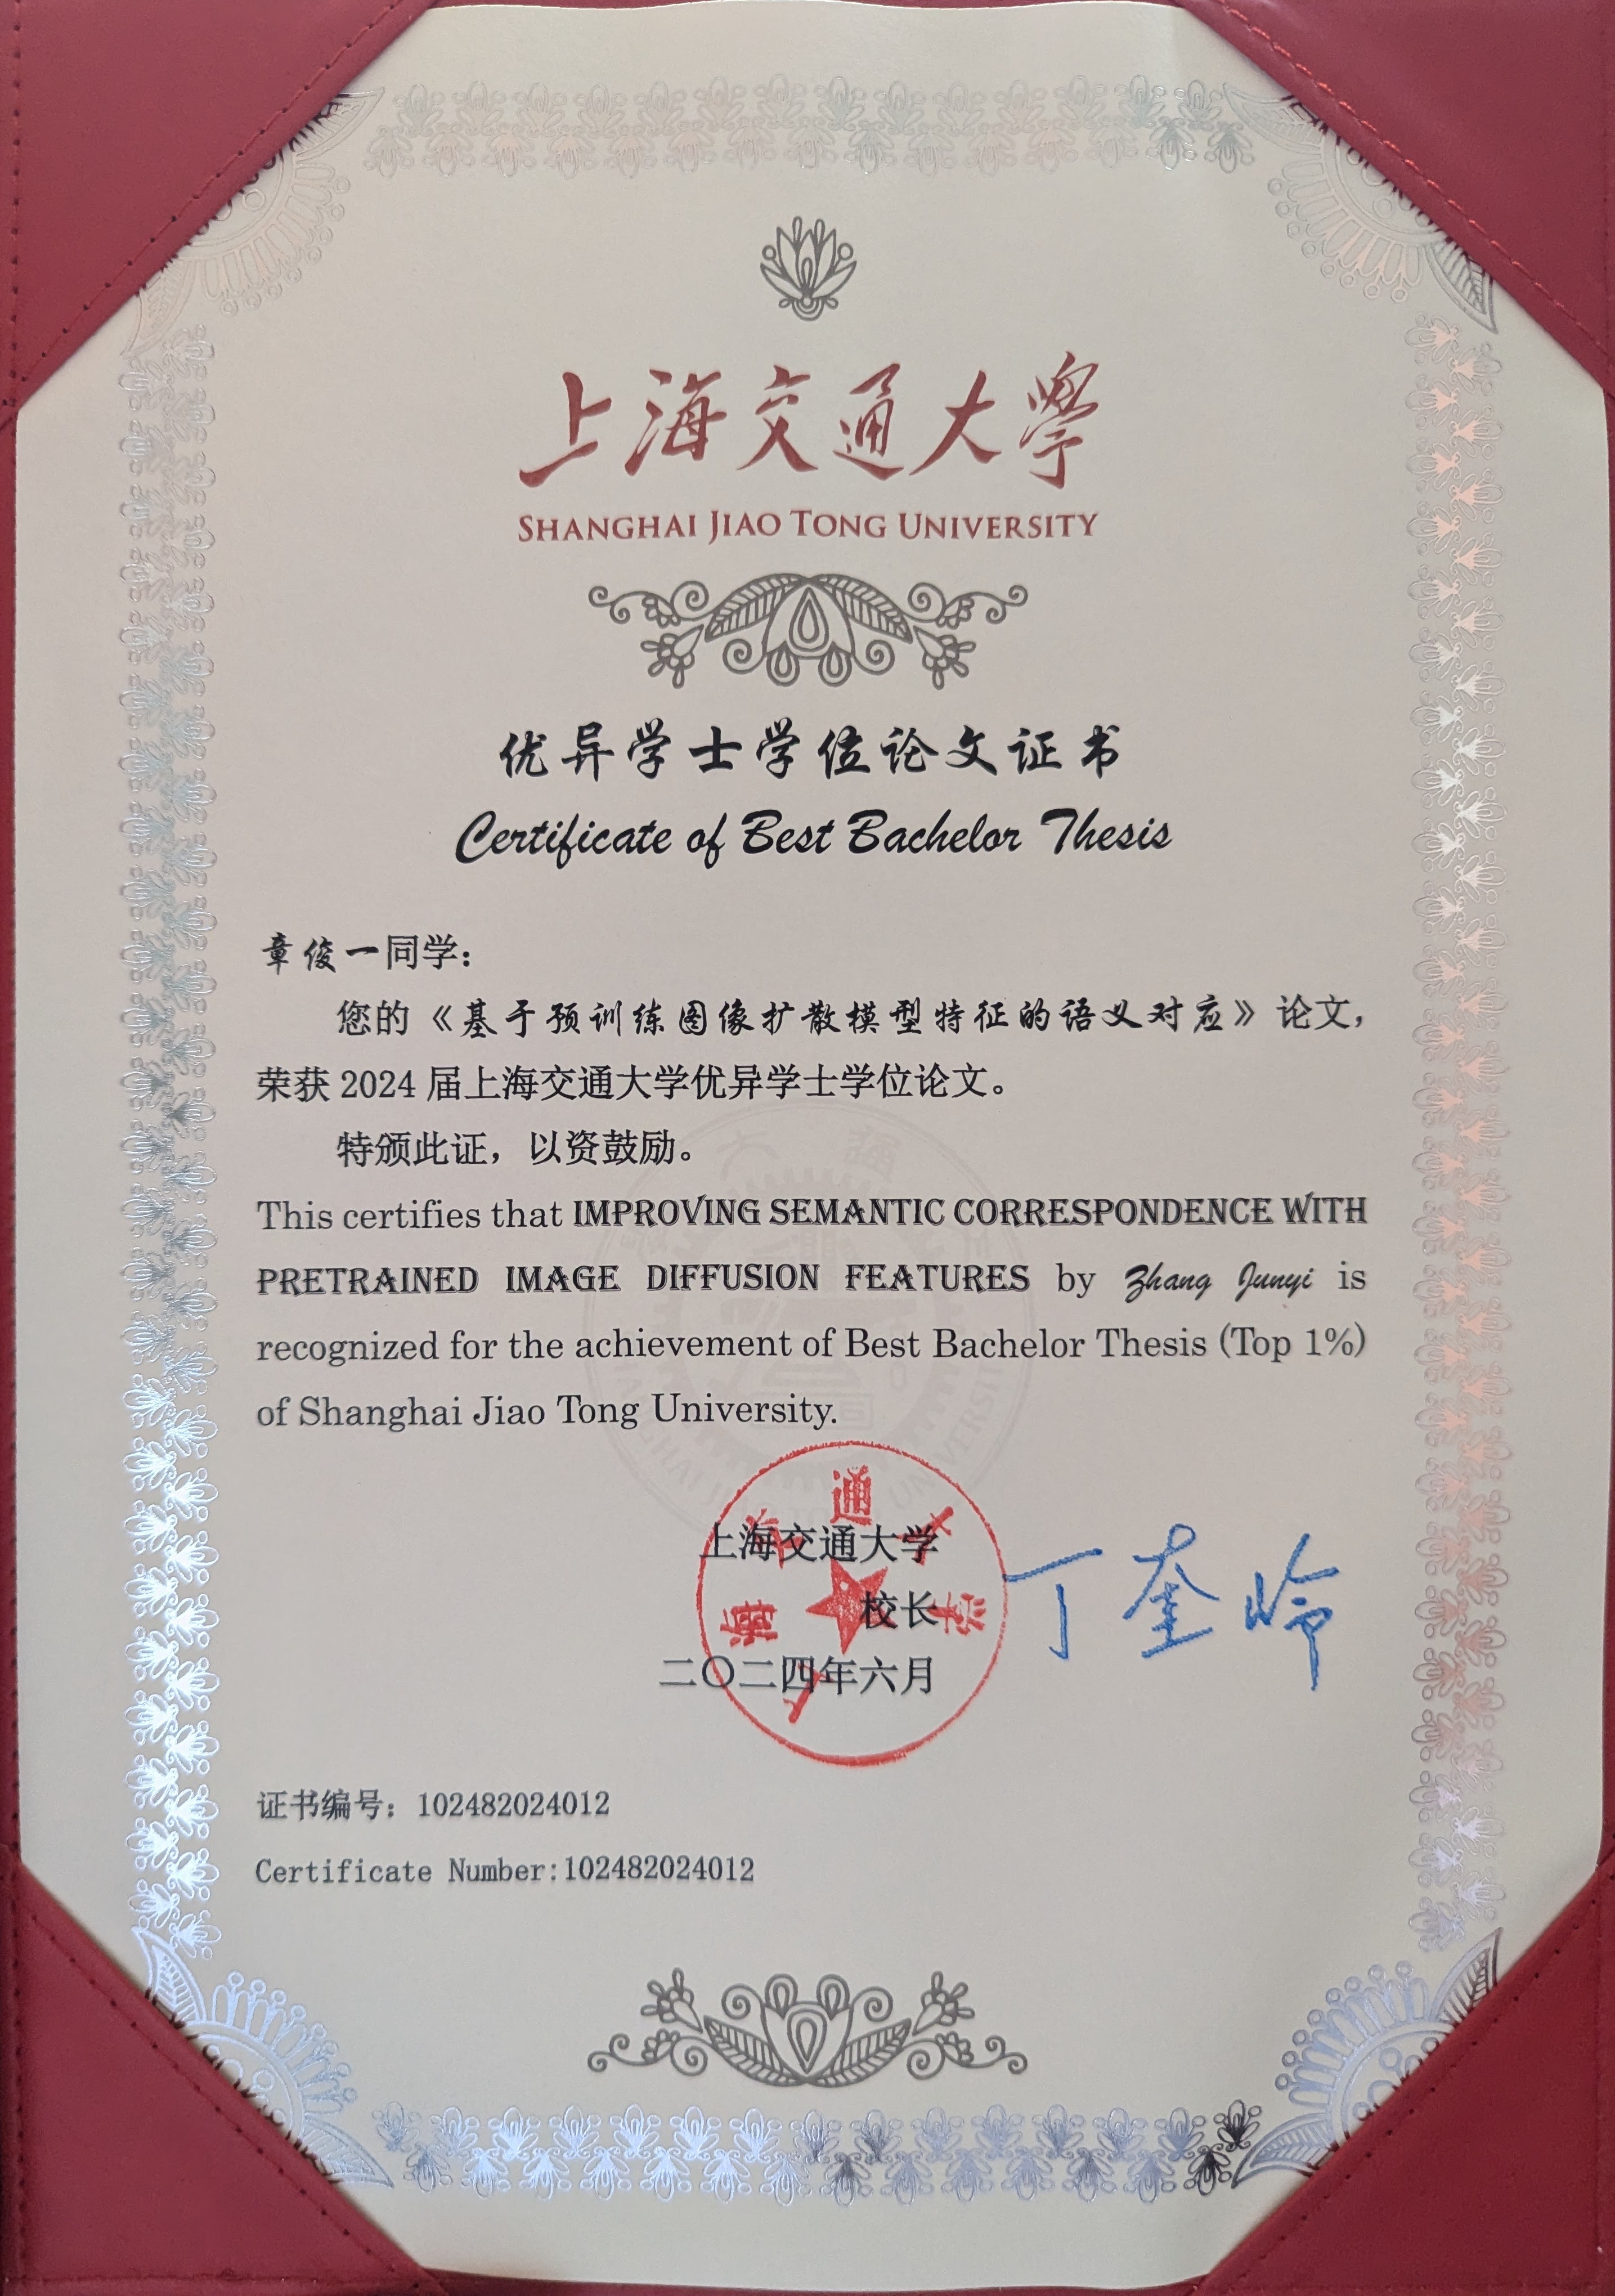 上海交通大學
SHANGHAI JIAO TONG UNIVERSITY
优异学士学位论文证书
Certificate of Best Bachelor Thesis
章俊一同学：
您的《基于预训练图像扩散模型特征的语义对应》论文，
荣获 2024 届上海交通大学优异学士学位论文。
特颁此证，以资鼓励。
This certifies that IMPROVING SEMANTIC CORRESPONDENCE WITH
PRETRAINED IMAGE DIFFUSION FEATURES by Zhang Junyi is
recognized for the achievement of Best Bachelor Thesis (Top 1%)
of Shanghai Jiao Tong University.
上海交通大学
校长
丁奎岭
二〇二四年六月
上海交通大学
证书编号：102482024012
Certificate Number:102482024012